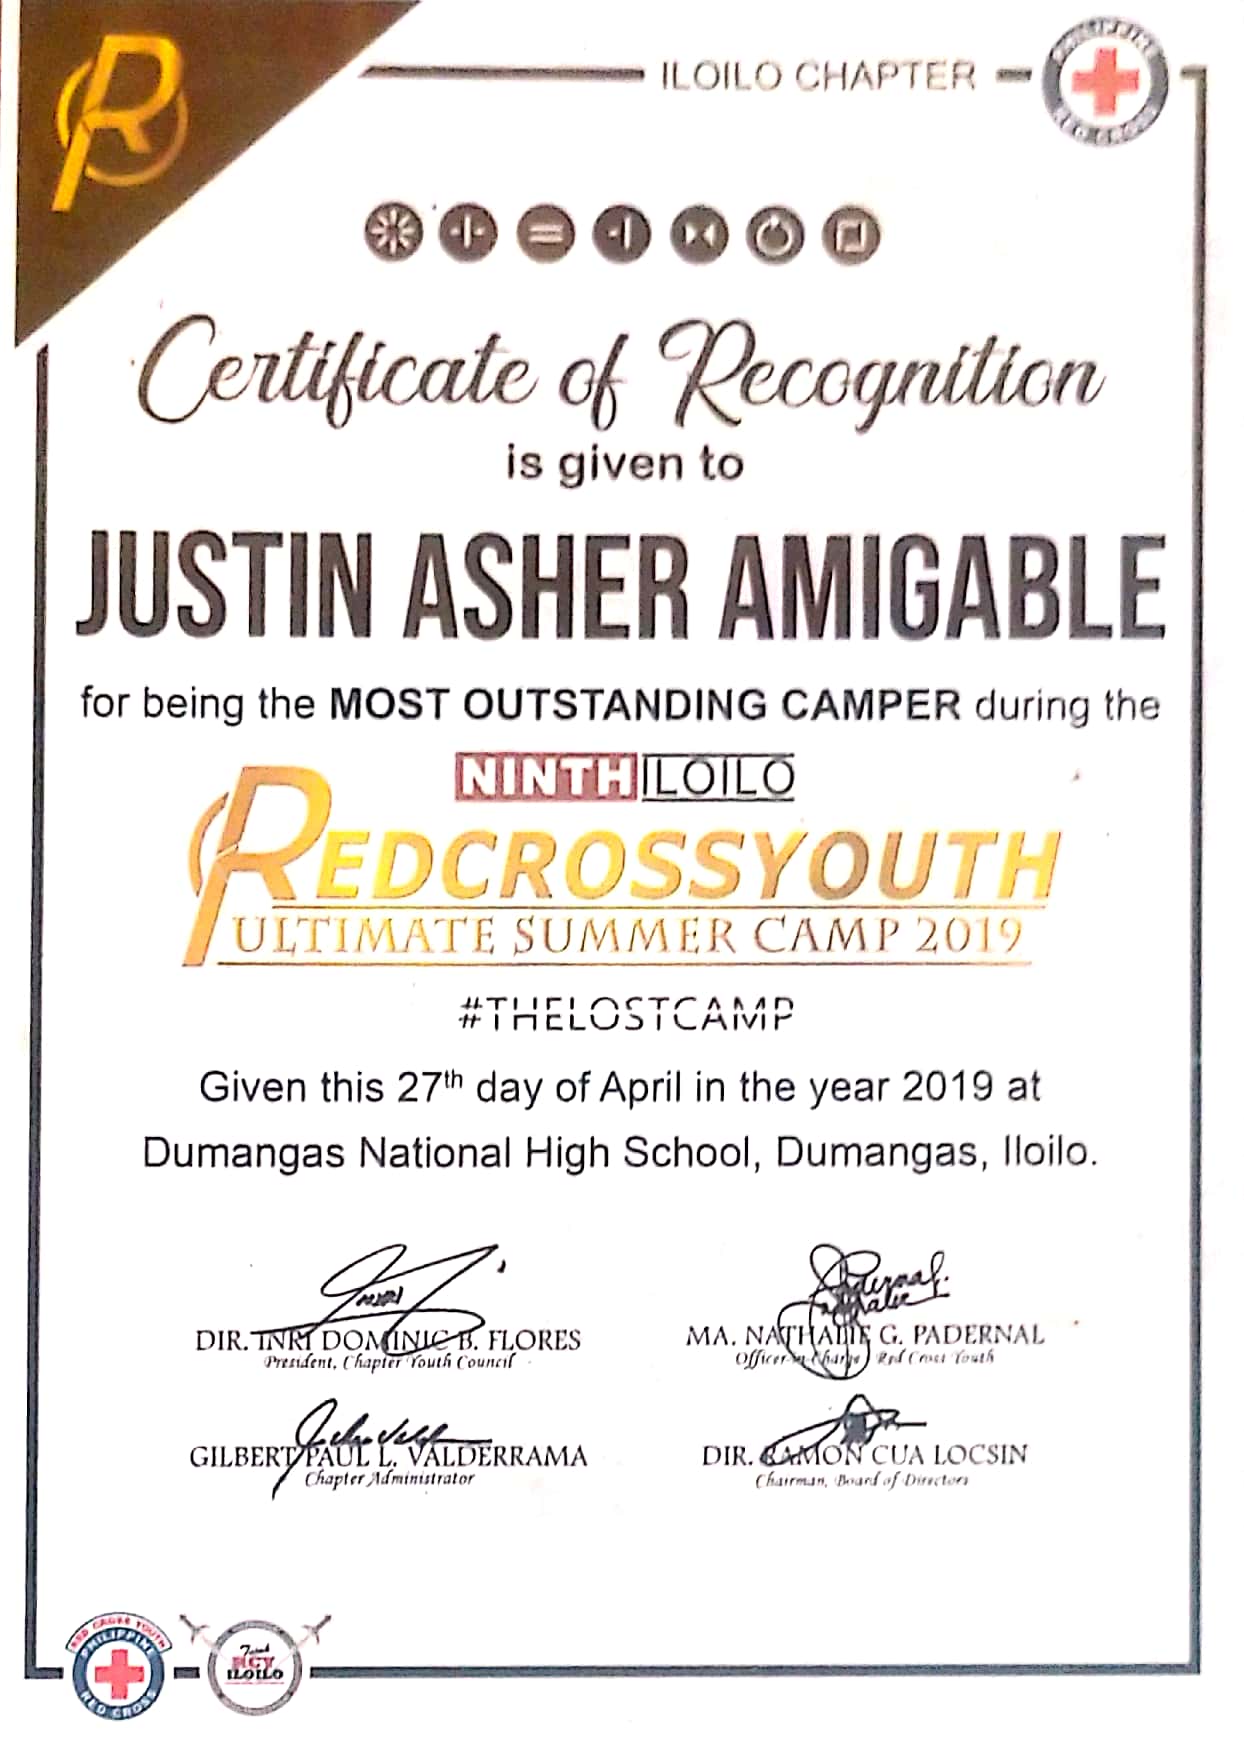 ILOILO CHAPTER
PHILIPPINE
RED CROSS
Certificate of Recognition
is given to
JUSTIN ASHER AMIGABLE
for being the MOST OUTSTANDING CAMPER during the
NINTH ILOILO
REDCROSSYOUTH
ULTIMATE SUMMER CAMP 2019
#THELOSTCAMP
Given this 27th day of April in the year 2019 at
Dumangas National High School, Dumangas, Iloilo.
DIR. INRI DOMINIC B. FLORES
President, Chapter Youth Council
MA. NATHALIE G. PADERNAL
Officer-in-Charge, Red Cross Youth
GILBERT PAUL L. VALDERRAMA
Chapter Administrator
DIR. RAMON CUA LOCSIN
Chairman, Board of Directors
RED CROSS YOUTH
PHILIPPINE
RED CROSS
RCY
ILOILO